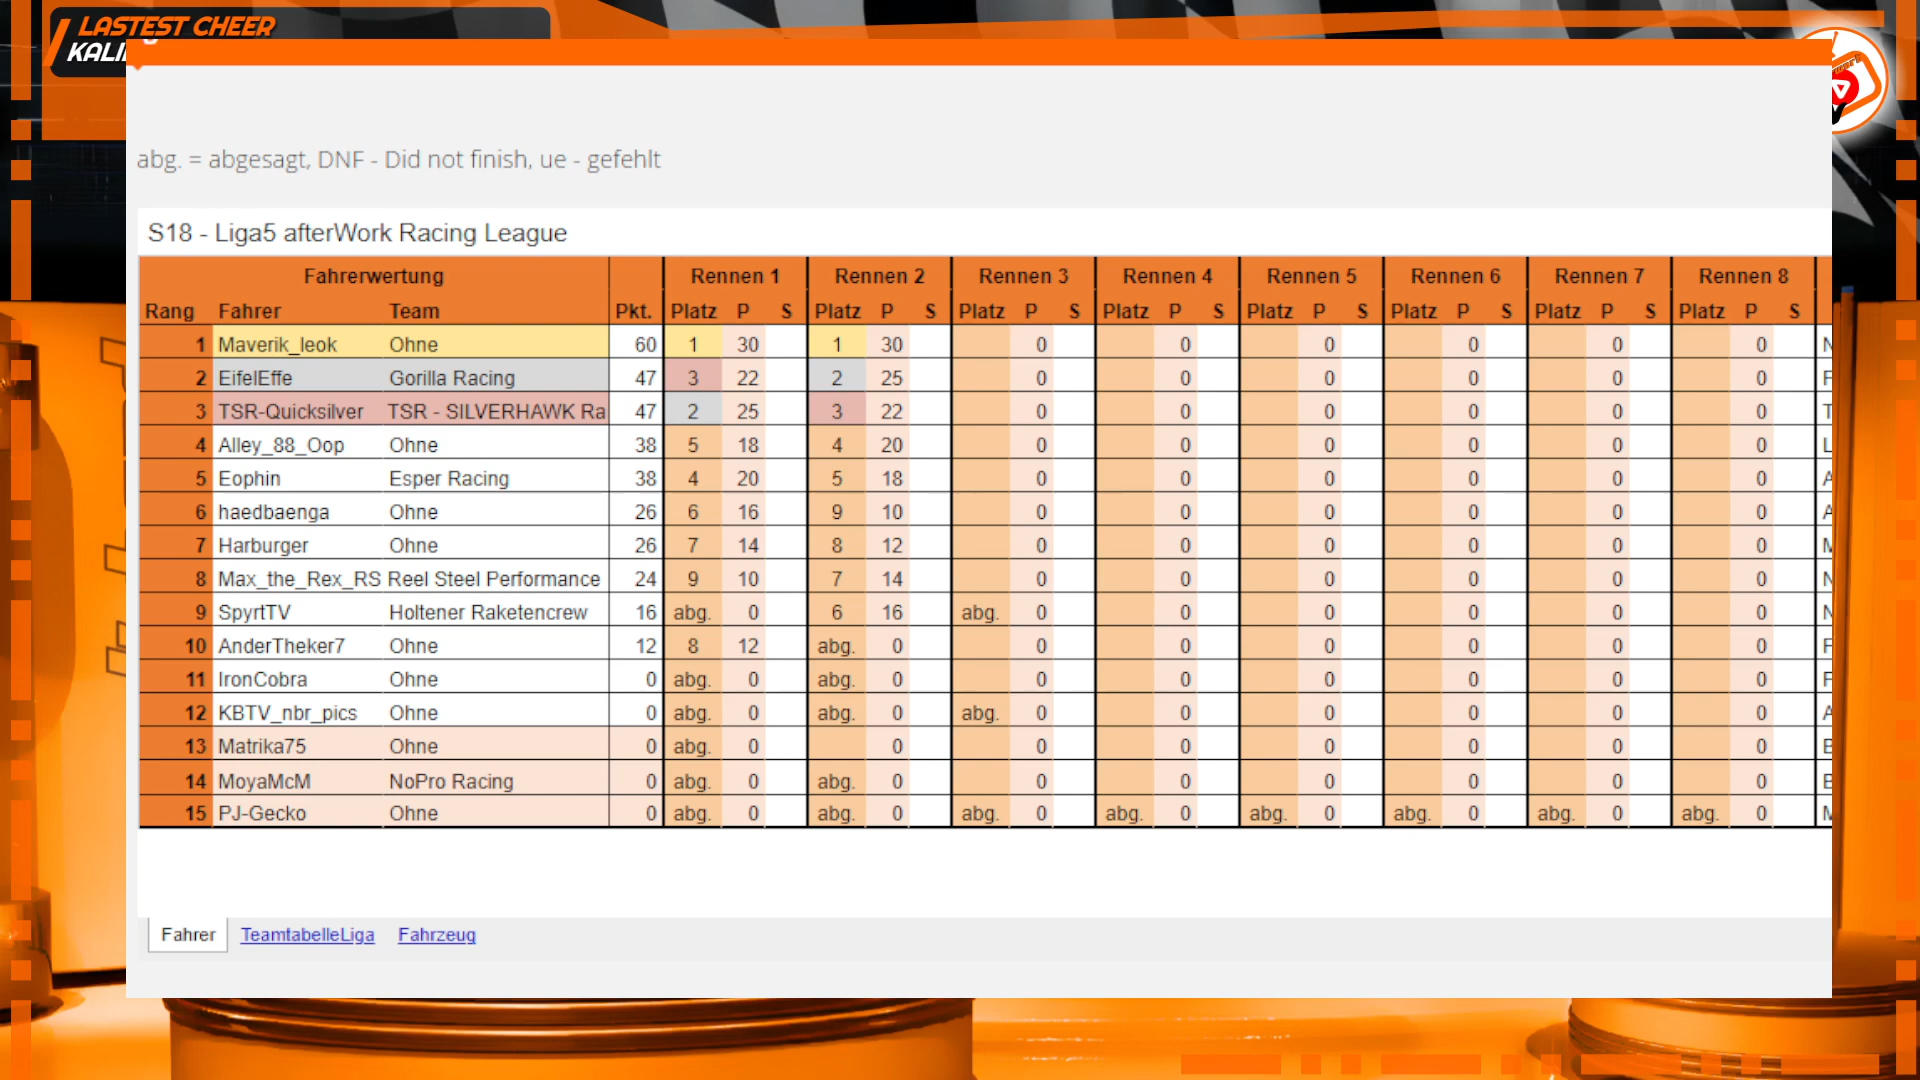 LASTEST CHEER
KALI
abg. = abgesagt, DNF - Did not finish, ue - gefehlt
S18 - Liga5 afterWork Racing League
Fahrerwertung Rennen 1 Rennen 2 Rennen 3 Rennen 4 Rennen 5 Rennen 6 Rennen 7 Rennen 8
Rang Fahrer Team Pkt. Platz P S Platz P S Platz P S Platz P S Platz P S Platz P S Platz P S Platz P S
1 Maverik_leok Ohne 60 1 30 1 30 0 0 0 0 0 0
2 EifelEffe Gorilla Racing 47 3 22 2 25 0 0 0 0 0 0
3 TSR-Quicksilver TSR - SILVERHAWK Ra 47 2 25 3 22 0 0 0 0 0 0
4 Alley_88_Oop Ohne 38 5 18 4 20 0 0 0 0 0 0
5 Eophin Esper Racing 38 4 20 5 18 0 0 0 0 0 0
6 haedbaenga Ohne 26 6 16 9 10 0 0 0 0 0 0
7 Harburger Ohne 26 7 14 8 12 0 0 0 0 0 0
8 Max_the_Rex_RS Reel Steel Performance 24 9 10 7 14 0 0 0 0 0 0
9 SpyrtTV Holtener Raketencrew 16 abg. 0 6 16 abg. 0 0 0 0 0 0
10 AnderTheker7 Ohne 12 8 12 abg. 0 0 0 0 0 0 0
11 IronCobra Ohne 0 abg. 0 abg. 0 0 0 0 0 0 0
12 KBTV_nbr_pics Ohne 0 abg. 0 abg. 0 abg. 0 0 0 0 0 0
13 Matrika75 Ohne 0 abg. 0 0 0 0 0 0 0 0
14 MoyaMcM NoPro Racing 0 abg. 0 abg. 0 0 0 0 0 0 0
15 PJ-Gecko Ohne 0 abg. 0 abg. 0 abg. 0 abg. 0 abg. 0 abg. 0 abg. 0 abg. 0
Fahrer TeamtabelleLiga Fahrzeug